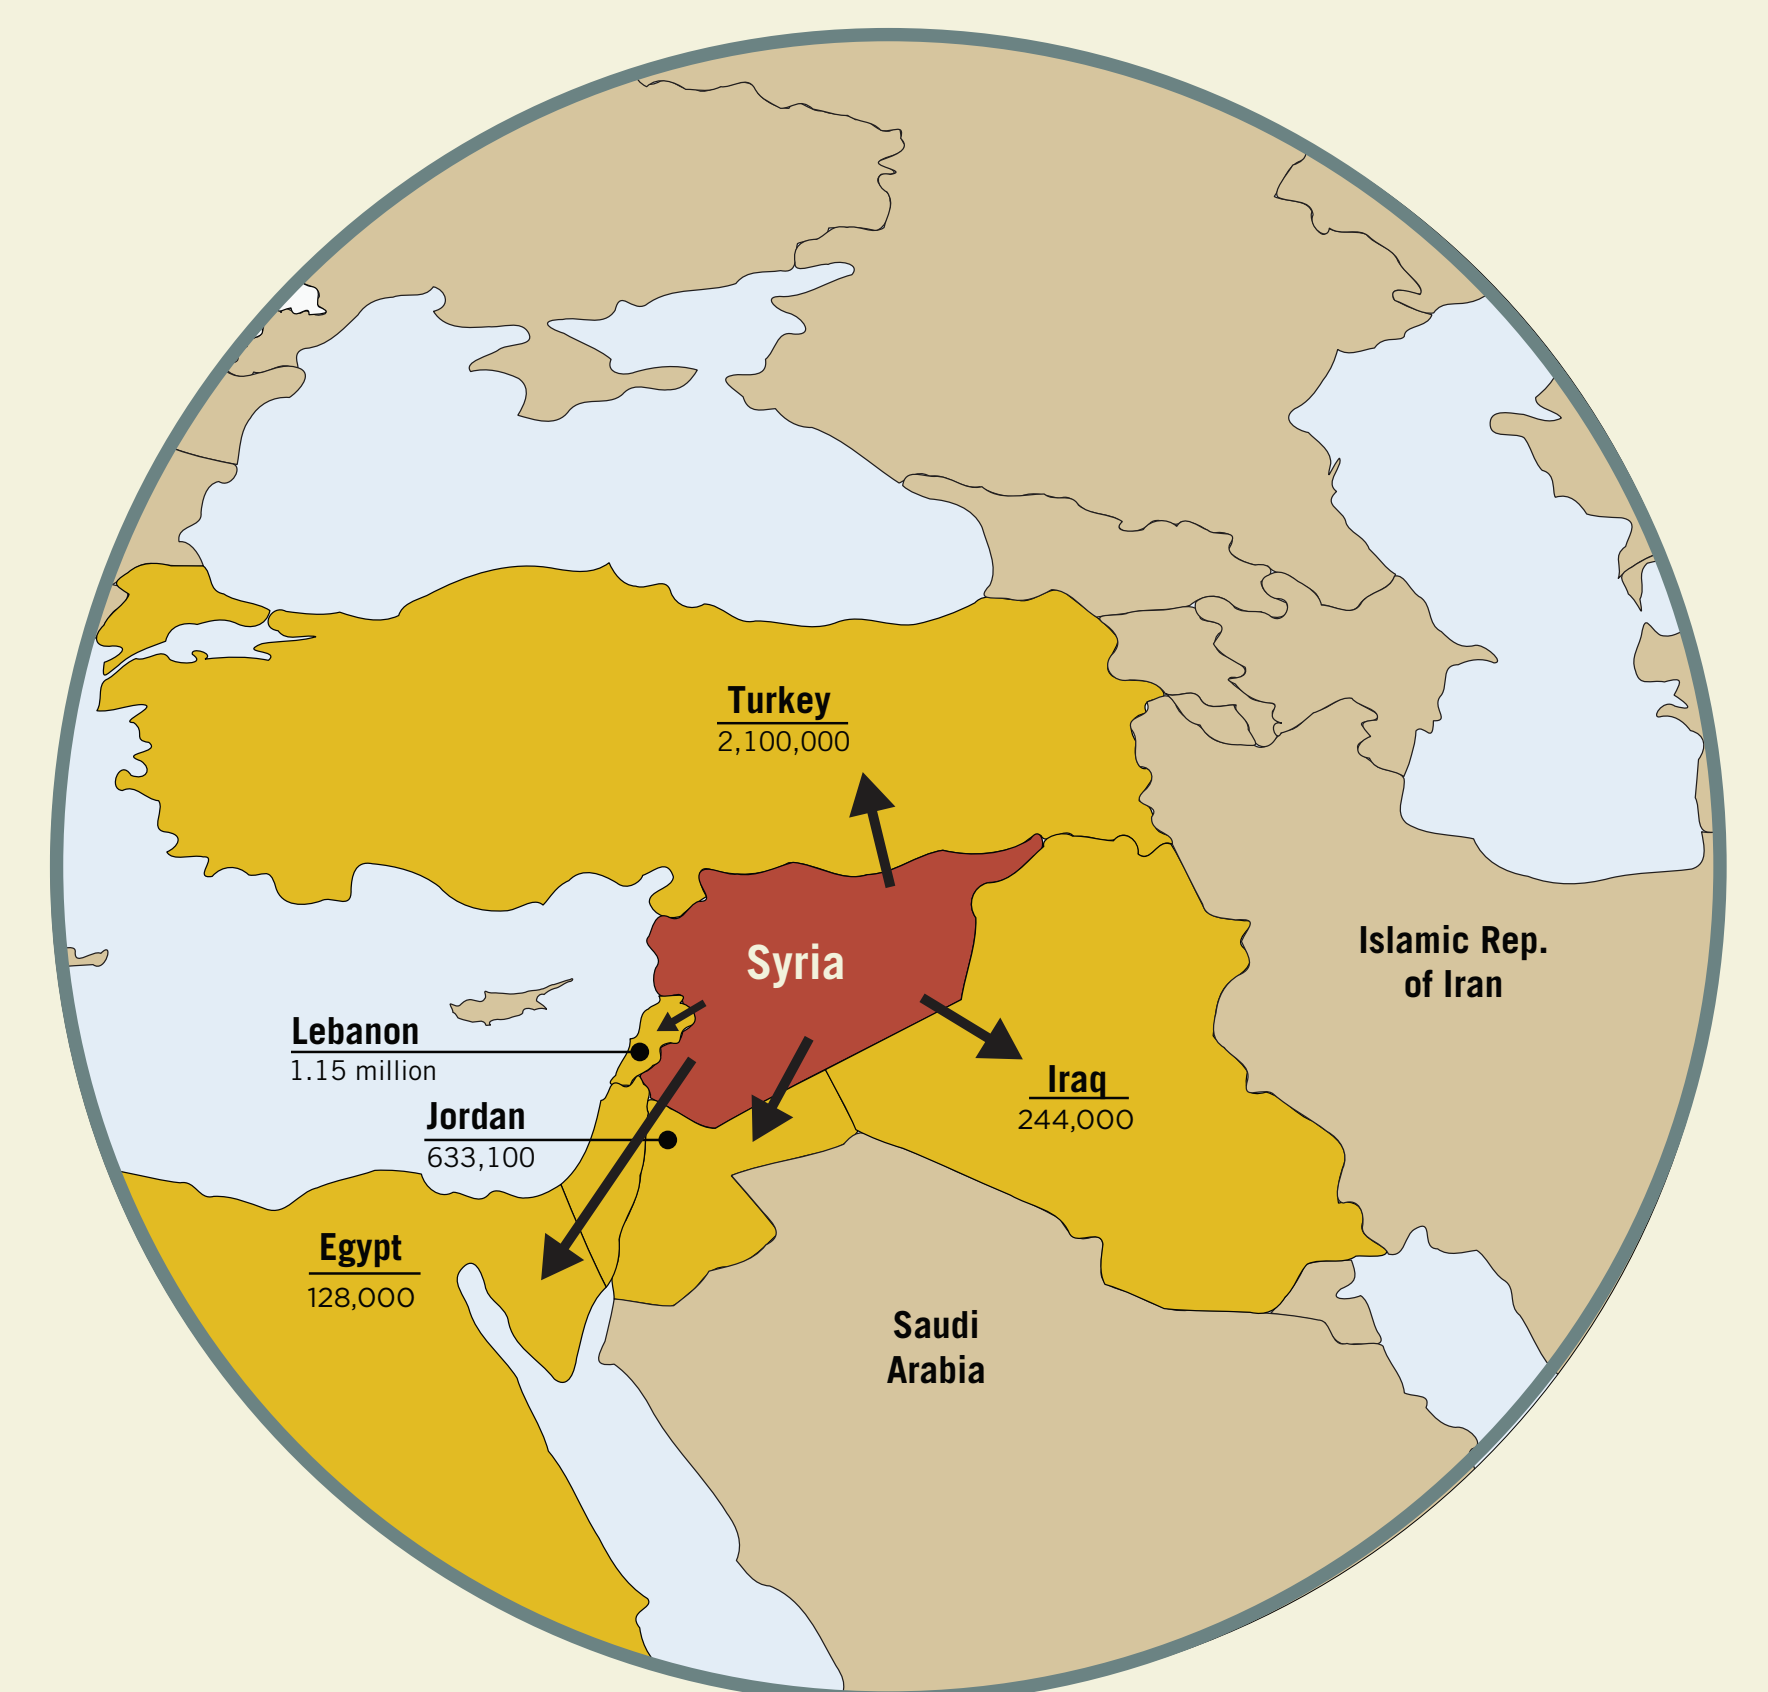 Turkey
2,100,000
Islamic Rep.
of Iran
Syria
Lebanon
1.15 million
Iraq
244,000
Jordan
633,100
Egypt
128,000
Saudi
Arabia